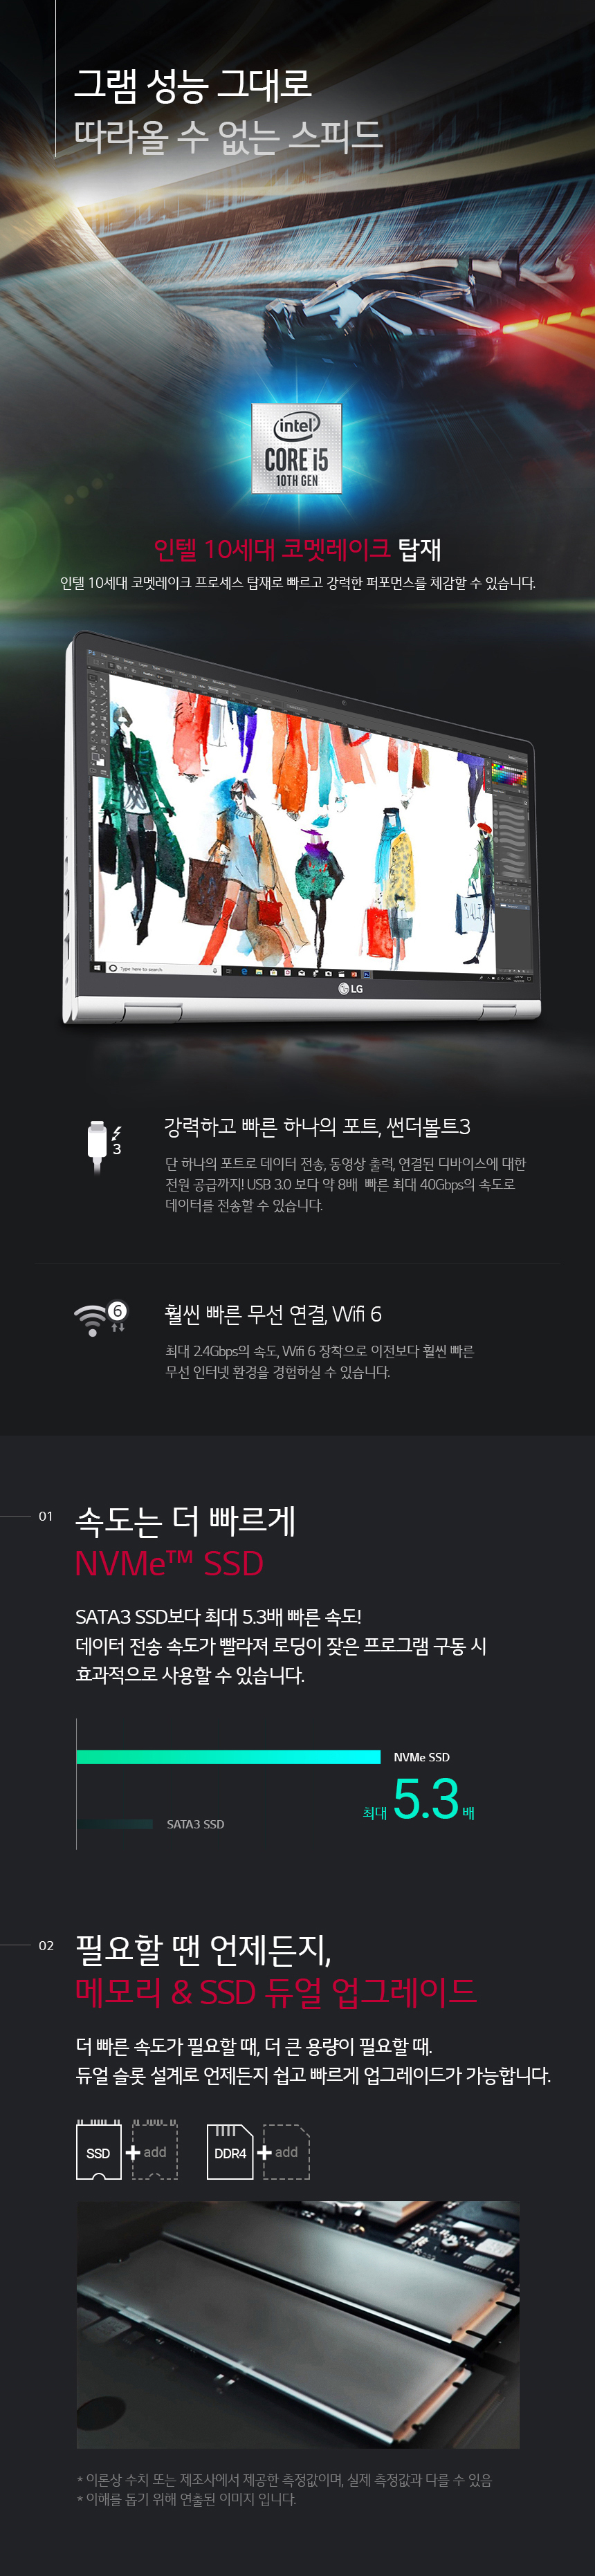 그램 성능 그대로
따라올 수 없는 스피드
intel
CORE i5
10TH GEN
인텔 10세대 코멧레이크 탑재
인텔 10세대 코멧레이크 프로세스 탑재로 빠르고 강력한 퍼포먼스를 체감할 수 있습니다.
Type here to search
LG
강력하고 빠른 하나의 포트, 썬더볼트3
3
단 하나의 포트로 데이터 전송, 동영상 출력, 연결된 디바이스에 대한
전원 공급까지! USB 3.0 보다 약 8배 빠른 최대 40Gbps의 속도로
데이터를 전송할 수 있습니다.
6
훨씬 빠른 무선 연결, Wifi 6
최대 2.4Gbps의 속도, Wifi 6 장착으로 이전보다 훨씬 빠른
무선 인터넷 환경을 경험하실 수 있습니다.
01
속도는 더 빠르게
NVMe™ SSD
SATA3 SSD보다 최대 5.3배 빠른 속도!
데이터 전송 속도가 빨라져 로딩이 잦은 프로그램 구동 시
효과적으로 사용할 수 있습니다.
NVMe SSD
최대 5.3 배
SATA3 SSD
02
필요할 땐 언제든지,
메모리 & SSD 듀얼 업그레이드
더 빠른 속도가 필요할 때, 더 큰 용량이 필요할 때.
듀얼 슬롯 설계로 언제든지 쉽고 빠르게 업그레이드가 가능합니다.
SSD + add DDR4 + add
* 이론상 수치 또는 제조사에서 제공한 측정값이며, 실제 측정값과 다를 수 있음
* 이해를 돕기 위해 연출된 이미지 입니다.